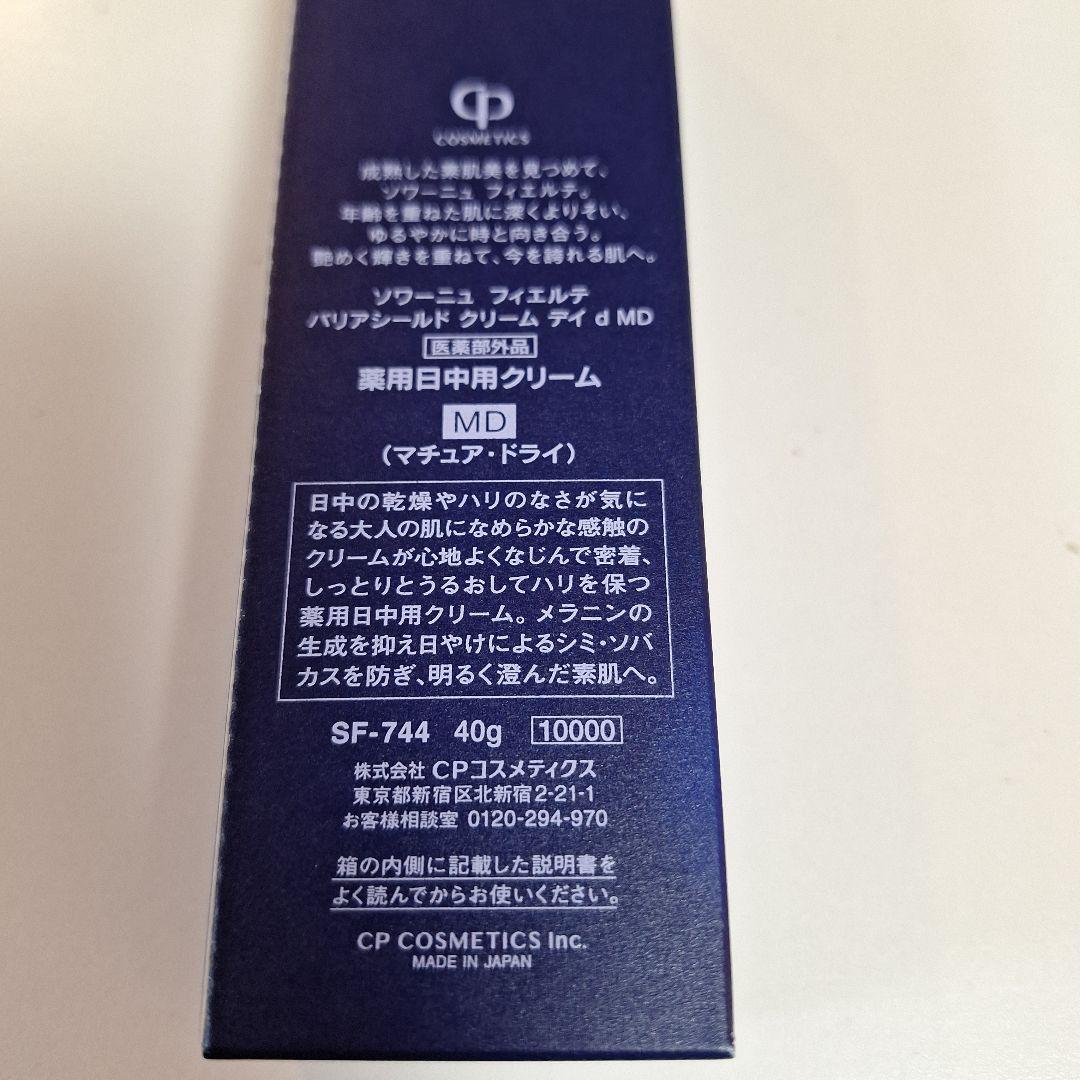 cp
COSMETICS
成熟した素肌美を見つめて、
ソワーニュ フィエルテ。
年齢を重ねた肌に深くよりそい、
ゆるやかに時と向き合う。
艶めく輝きを重ねて、今を誇れる肌へ。
ソワーニュ フィエルテ
バリアシールド クリーム デイ d MD
医薬部外品
薬用日中用クリーム
MD
(マチュア・ドライ)
日中の乾燥やハリのなさが気に
なる大人の肌になめらかな感触の
クリームが心地よくなじんで密着、
しっとりとうるおしてハリを保つ
薬用日中用クリーム。メラニンの
生成を抑え日やけによるシミ・ソバ
カスを防ぎ、明るく澄んだ素肌へ。
SF-744 40g 10000
株式会社 CPコスメティクス
東京都新宿区北新宿2-21-1
お客様相談室 0120-294-970
箱の内側に記載した説明書を
よく読んでからお使いください。
CP COSMETICS Inc.
MADE IN JAPAN